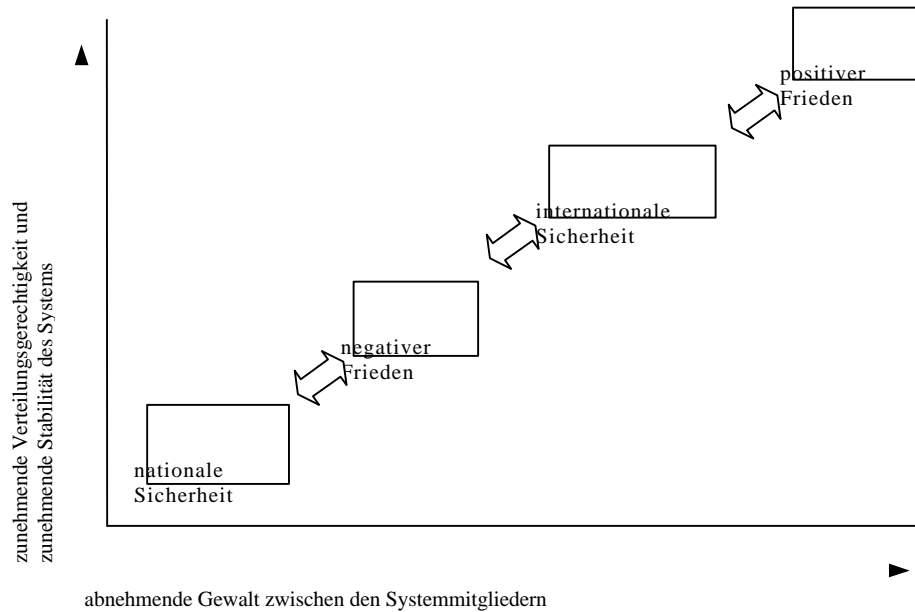 positiver
Frieden
internationale
Sicherheit
negativer
Frieden
nationale
Sicherheit
zunehmende Verteilungsgerechtigkeit und
zunehmende Stabilität des Systems
abnehmende Gewalt zwischen den Systemmitgliedern